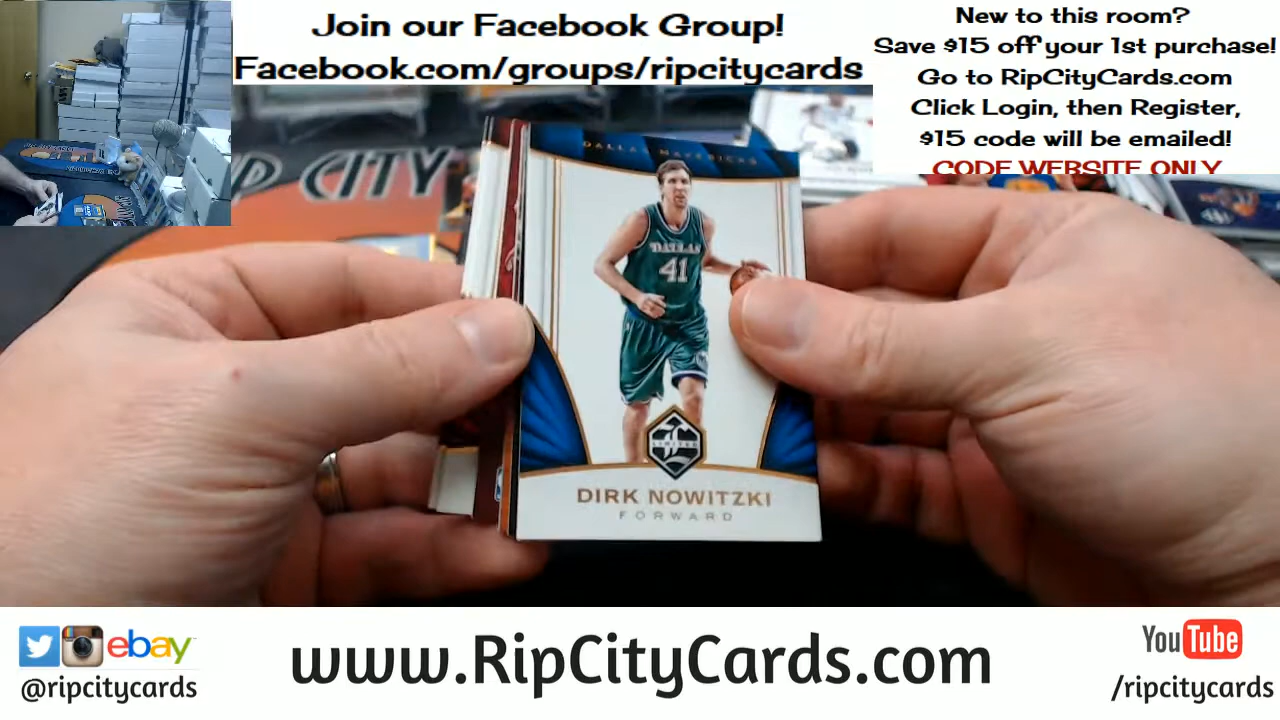 Join our Facebook Group!
Facebook.com/groups/ripcitycards
New to this room?
Save $15 off your 1st purchase!
Go to RipCityCards.com
Click Login, then Register,
$15 code will be emailed!
CODE WEBSITE ONLY
P CITY
DALLAS MAVERICKS
DALLAS
41
LIMITED
DIRK NOWITZKI
FORWARD
ebay
@ripcitycards
www.RipCityCards.com
YouTube
/ripcitycards